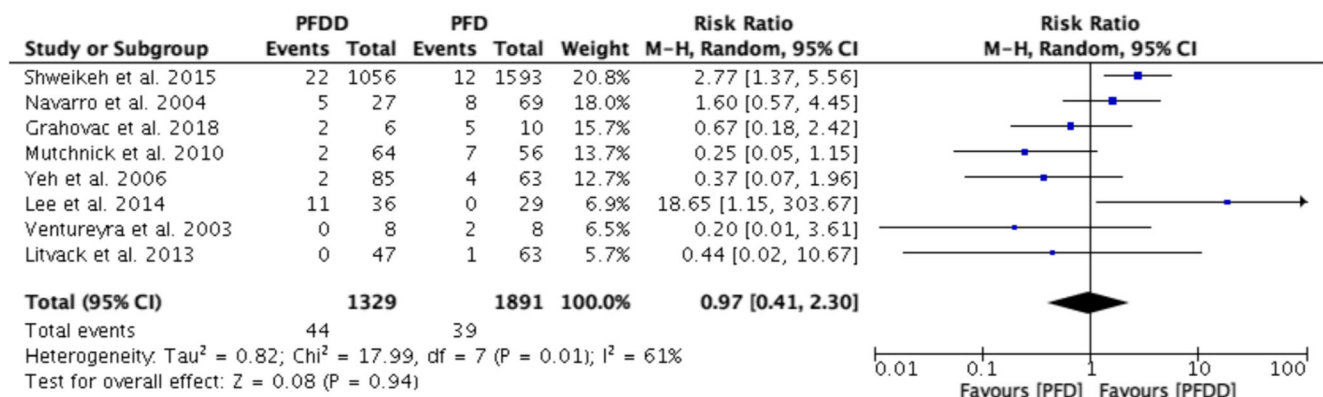 PFDD PFD Risk Ratio Risk Ratio
Study or Subgroup Events Total Events Total Weight M-H, Random, 95% CI M-H, Random, 95% CI
Shweikeh et al. 2015 22 1056 12 1593 20.8% 2.77 [1.37, 5.56]
Navarro et al. 2004 5 27 8 69 18.0% 1.60 [0.57, 4.45]
Grahovac et al. 2018 2 6 5 10 15.7% 0.67 [0.18, 2.42]
Mutchnick et al. 2010 2 64 7 56 13.7% 0.25 [0.05, 1.15]
Yeh et al. 2006 2 85 4 63 12.7% 0.37 [0.07, 1.96]
Lee et al. 2014 11 36 0 29 6.9% 18.65 [1.15, 303.67]
Ventureyra et al. 2003 0 8 2 8 6.5% 0.20 [0.01, 3.61]
Litvack et al. 2013 0 47 1 63 5.7% 0.44 [0.02, 10.67]
Total (95% CI) 1329 1891 100.0% 0.97 [0.41, 2.30]
Total events 44 39
Heterogeneity: Tau² = 0.82; Chi² = 17.99, df = 7 (P = 0.01); I² = 61%
Test for overall effect: Z = 0.08 (P = 0.94)
0.01 0.1 1 10 100
Favours [PFD] Favours [PFDD]